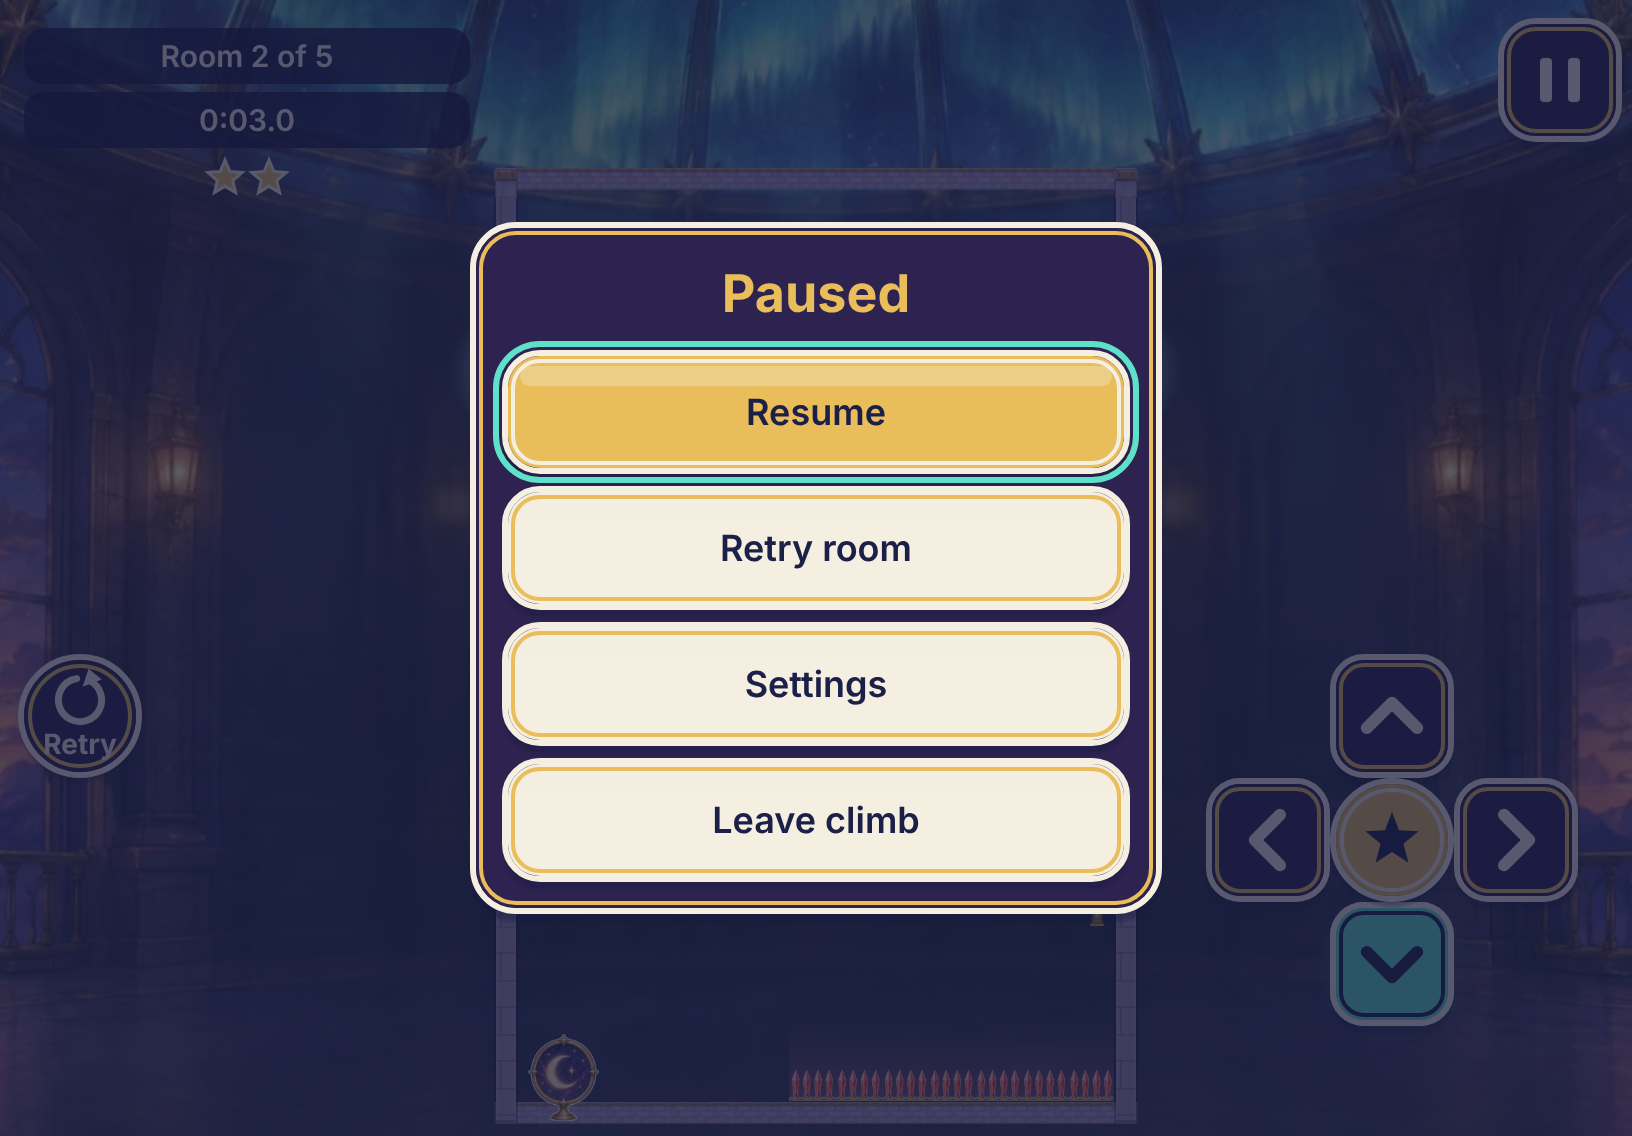 Room 2 of 5
0:03.0
Paused
Resume
Retry room
Settings
Leave climb
Retry